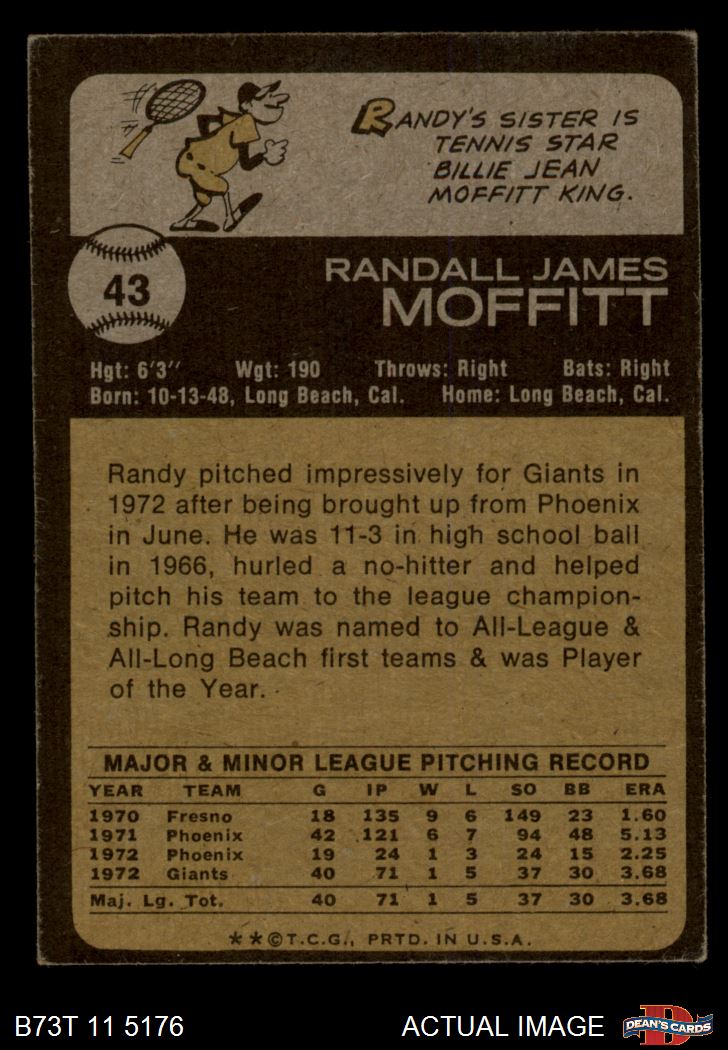 RANDY'S SISTER IS
TENNIS STAR
BILLIE JEAN
MOFFITT KING.
43
RANDALL JAMES
MOFFITT
Hgt: 6'3" Wgt: 190 Throws: Right Bats: Right
Born: 10-13-48, Long Beach, Cal. Home: Long Beach, Cal.
Randy pitched impressively for Giants in
1972 after being brought up from Phoenix
in June. He was 11-3 in high school ball
in 1966, hurled a no-hitter and helped
pitch his team to the league champion-
ship. Randy was named to All-League &
All-Long Beach first teams & was Player
of the Year.
MAJOR & MINOR LEAGUE PITCHING RECORD
YEAR TEAM G IP W L SO BB ERA
1970 Fresno 18 135 9 6 149 23 1.60
1971 Phoenix 42 121 6 7 94 48 5.13
1972 Phoenix 19 24 1 3 24 15 2.25
1972 Giants 40 71 1 5 37 30 3.68
Maj. Lg. Tot. 40 71 1 5 37 30 3.68
**©T.C.G., PRTD. IN U.S.A.
B73T 11 5176 ACTUAL IMAGE
D
DEAN'S CARDS